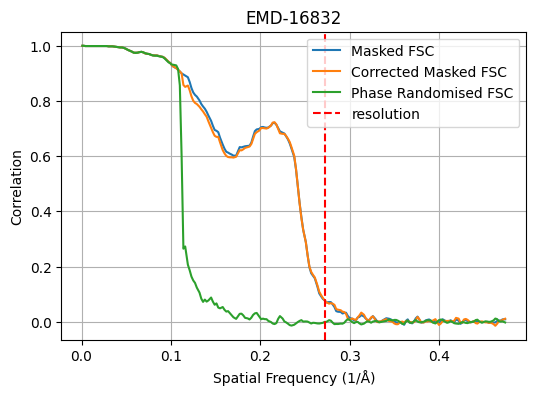 EMD-16832
Masked FSC
Corrected Masked FSC
Phase Randomised FSC
resolution
Correlation
1.0
0.8
0.6
0.4
0.2
0.0
0.0 0.1 0.2 0.3 0.4
Spatial Frequency (1/Å)